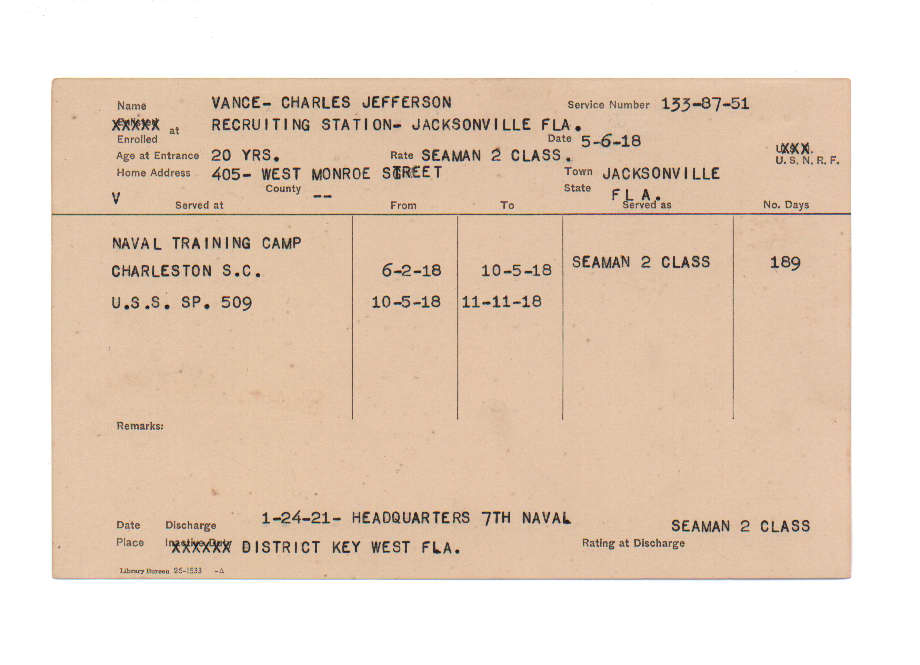 Name VANCE- CHARLES JEFFERSON Service Number 133-87-51
XXXXX at RECRUITING STATION- JACKSONVILLE FLA.
Enrolled Date 5-6-18
Age at Entrance 20 YRS. Rate SEAMAN 2 CLASS. U.S.N.R.F.
Home Address 405- WEST MONROE STREET Town JACKSONVILLE
County -- State FLA.
V Served at From To Served as No. Days
NAVAL TRAINING CAMP
CHARLESTON S.C. 6-2-18 10-5-18 SEAMAN 2 CLASS 189
U.S.S. SP. 509 10-5-18 11-11-18
Remarks:
Date Discharge 1-24-21- HEADQUARTERS 7TH NAVAL SEAMAN 2 CLASS
Place XXXXXX DISTRICT KEY WEST FLA. Rating at Discharge
Library Bureau 26-1533 -A